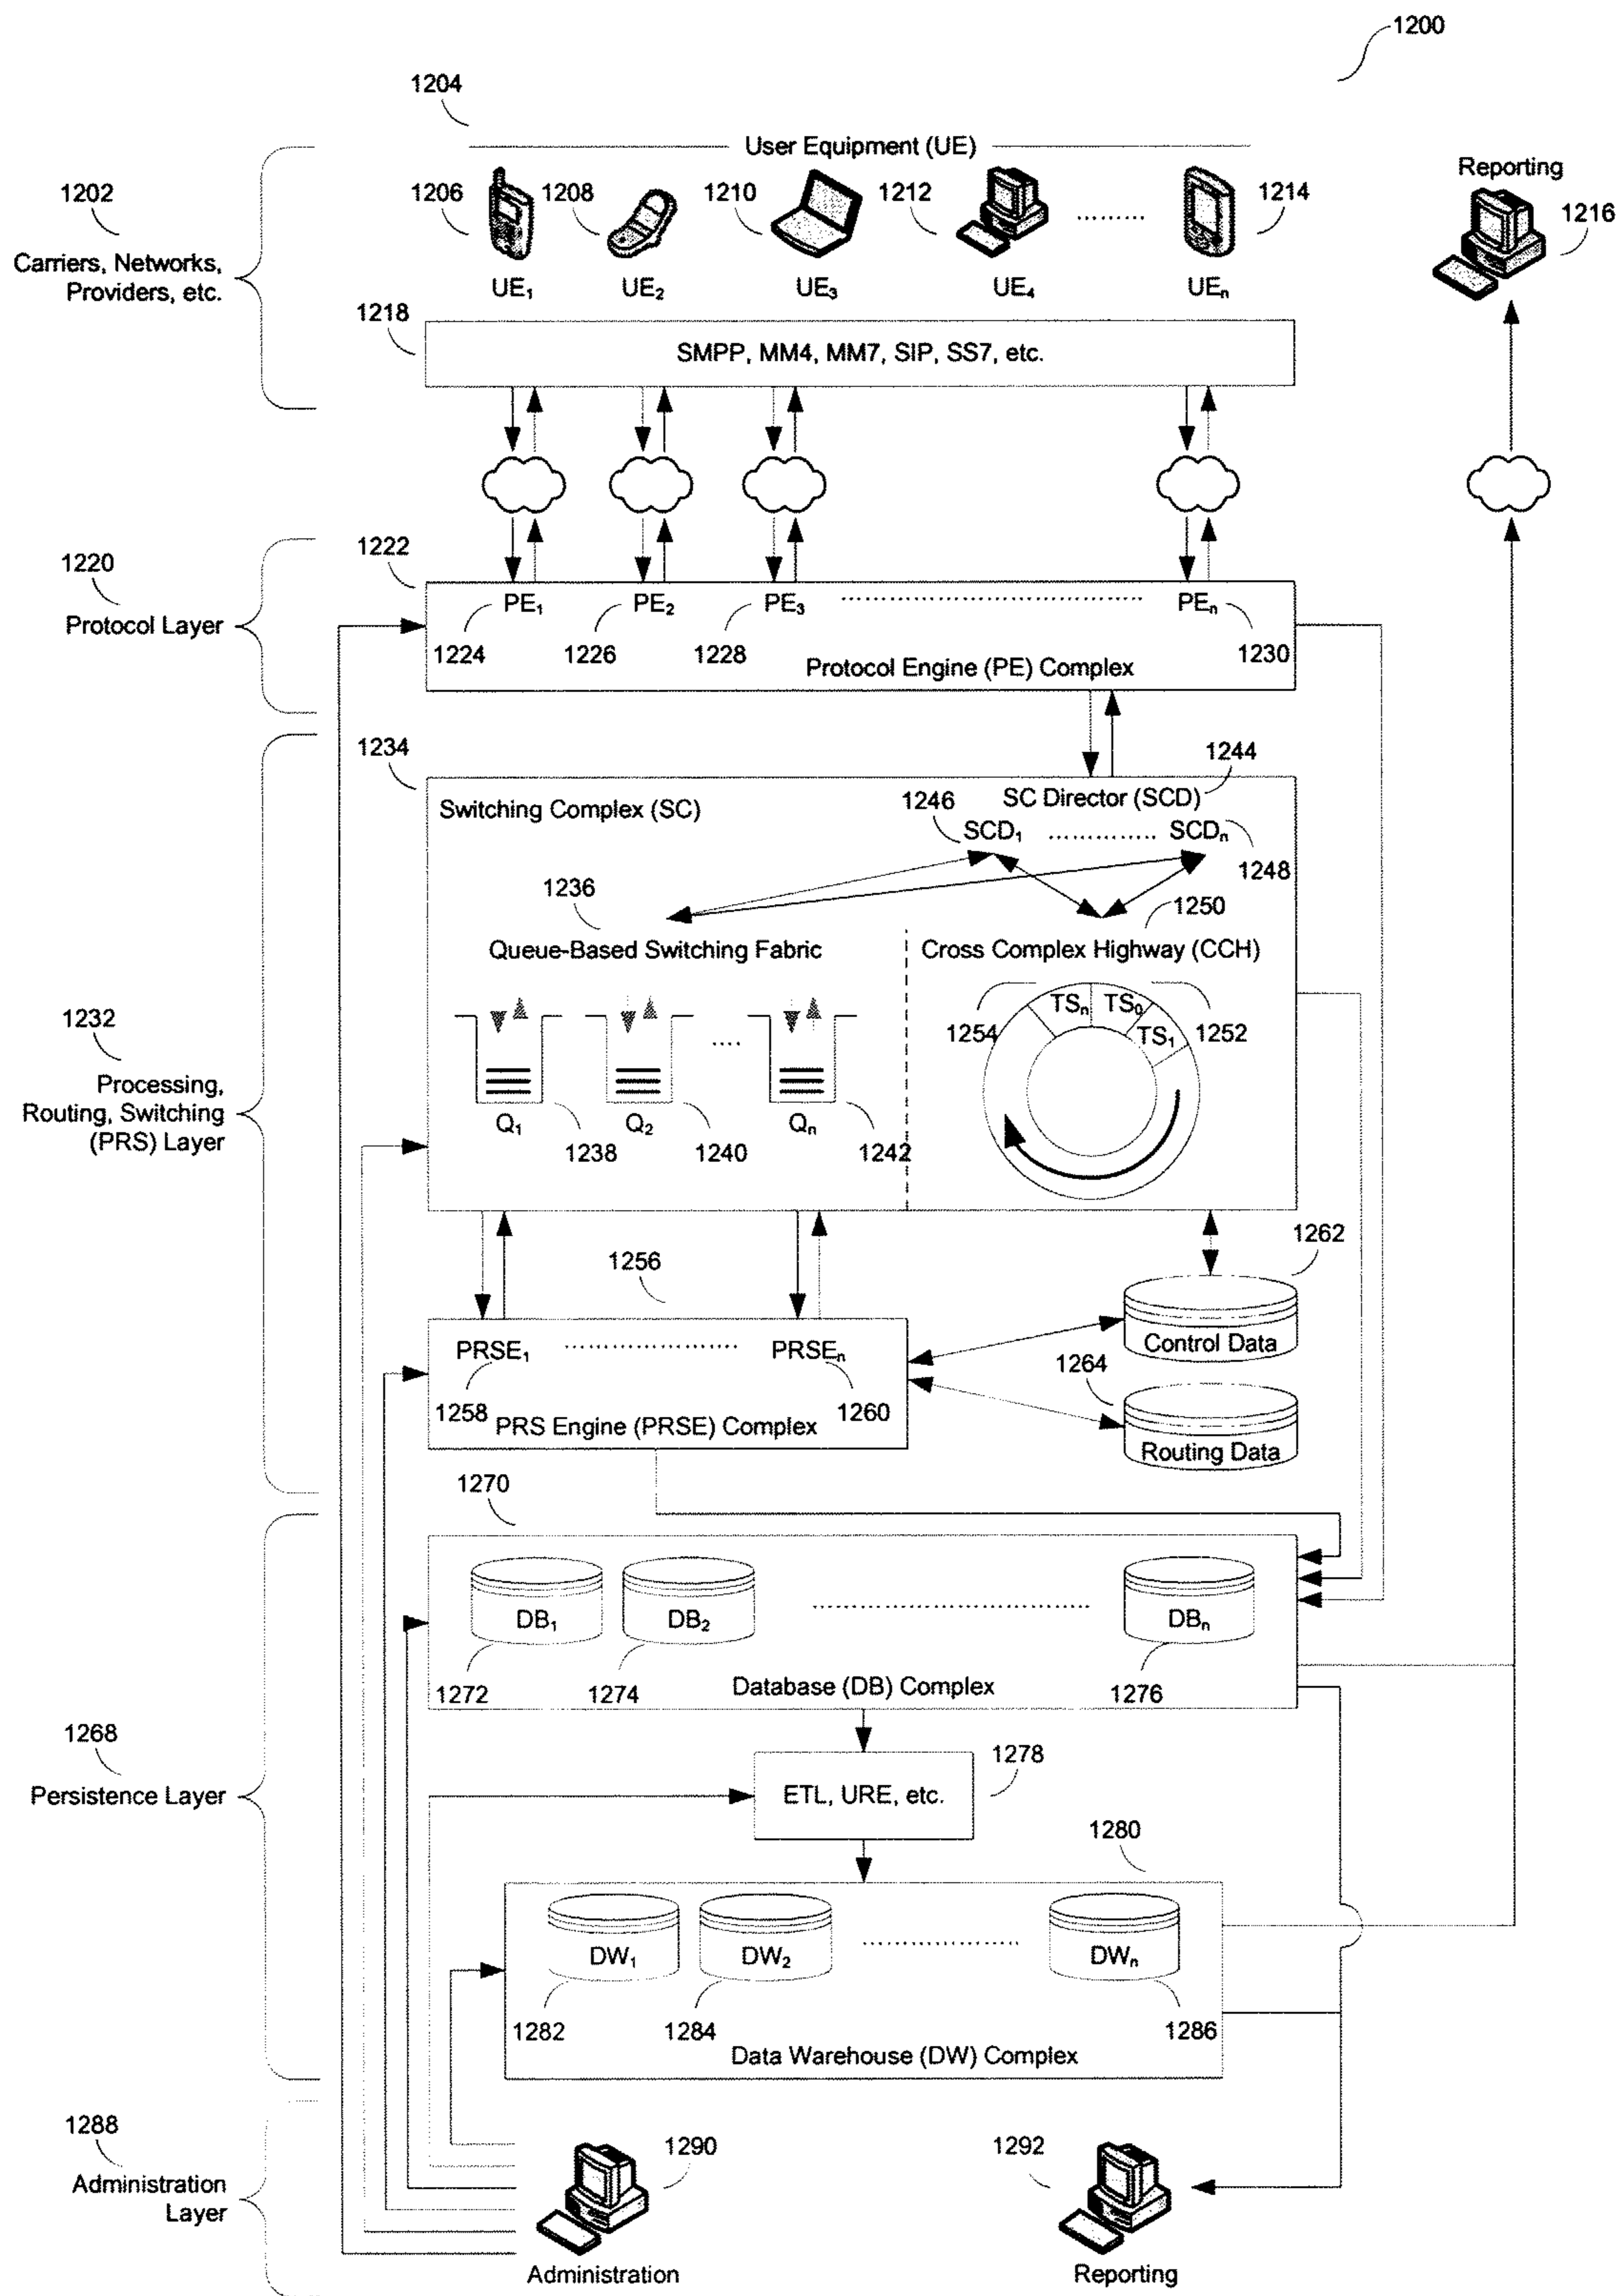 1200
1204
User Equipment (UE)
1202
Carriers, Networks,
Providers, etc.
1206
1208
1210
1212
.........
1214
UE₁
UE₂
UE₃
UE₄
UEₙ
Reporting
1216
1218
SMPP, MM4, MM7, SIP, SS7, etc.
1220
Protocol Layer
1222
PE₁
PE₂
PE₃
PEₙ
1224
1226
1228
1230
Protocol Engine (PE) Complex
1232
Processing,
Routing, Switching
(PRS) Layer
1234
Switching Complex (SC)
1244
SC Director (SCD)
1246
SCD₁ ............. SCDₙ
1248
1236
Queue-Based Switching Fabric
1250
Cross Complex Highway (CCH)
....
Q₁
1238
Q₂
1240
Qₙ
1242
1254
TSₙ
TS₀
TS₁
1252
1256
PRSE₁
PRSEₙ
1258
1260
PRS Engine (PRSE) Complex
1262
Control Data
1264
Routing Data
1268
Persistence Layer
1270
DB₁
DB₂
DBₙ
1272
1274
1276
Database (DB) Complex
1278
ETL, URE, etc.
1280
DW₁
DW₂
DWₙ
1282
1284
1286
Data Warehouse (DW) Complex
1288
Administration
Layer
1290
Administration
1292
Reporting